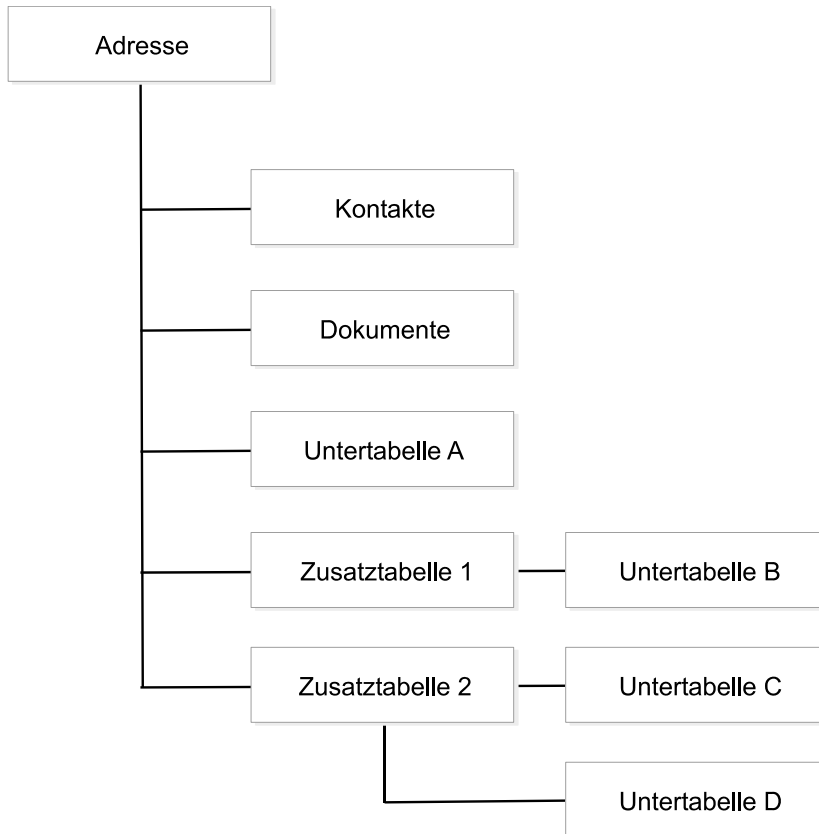 Adresse
Kontakte
Dokumente
Untertabelle A
Zusatztabelle 1
Untertabelle B
Zusatztabelle 2
Untertabelle C
Untertabelle D